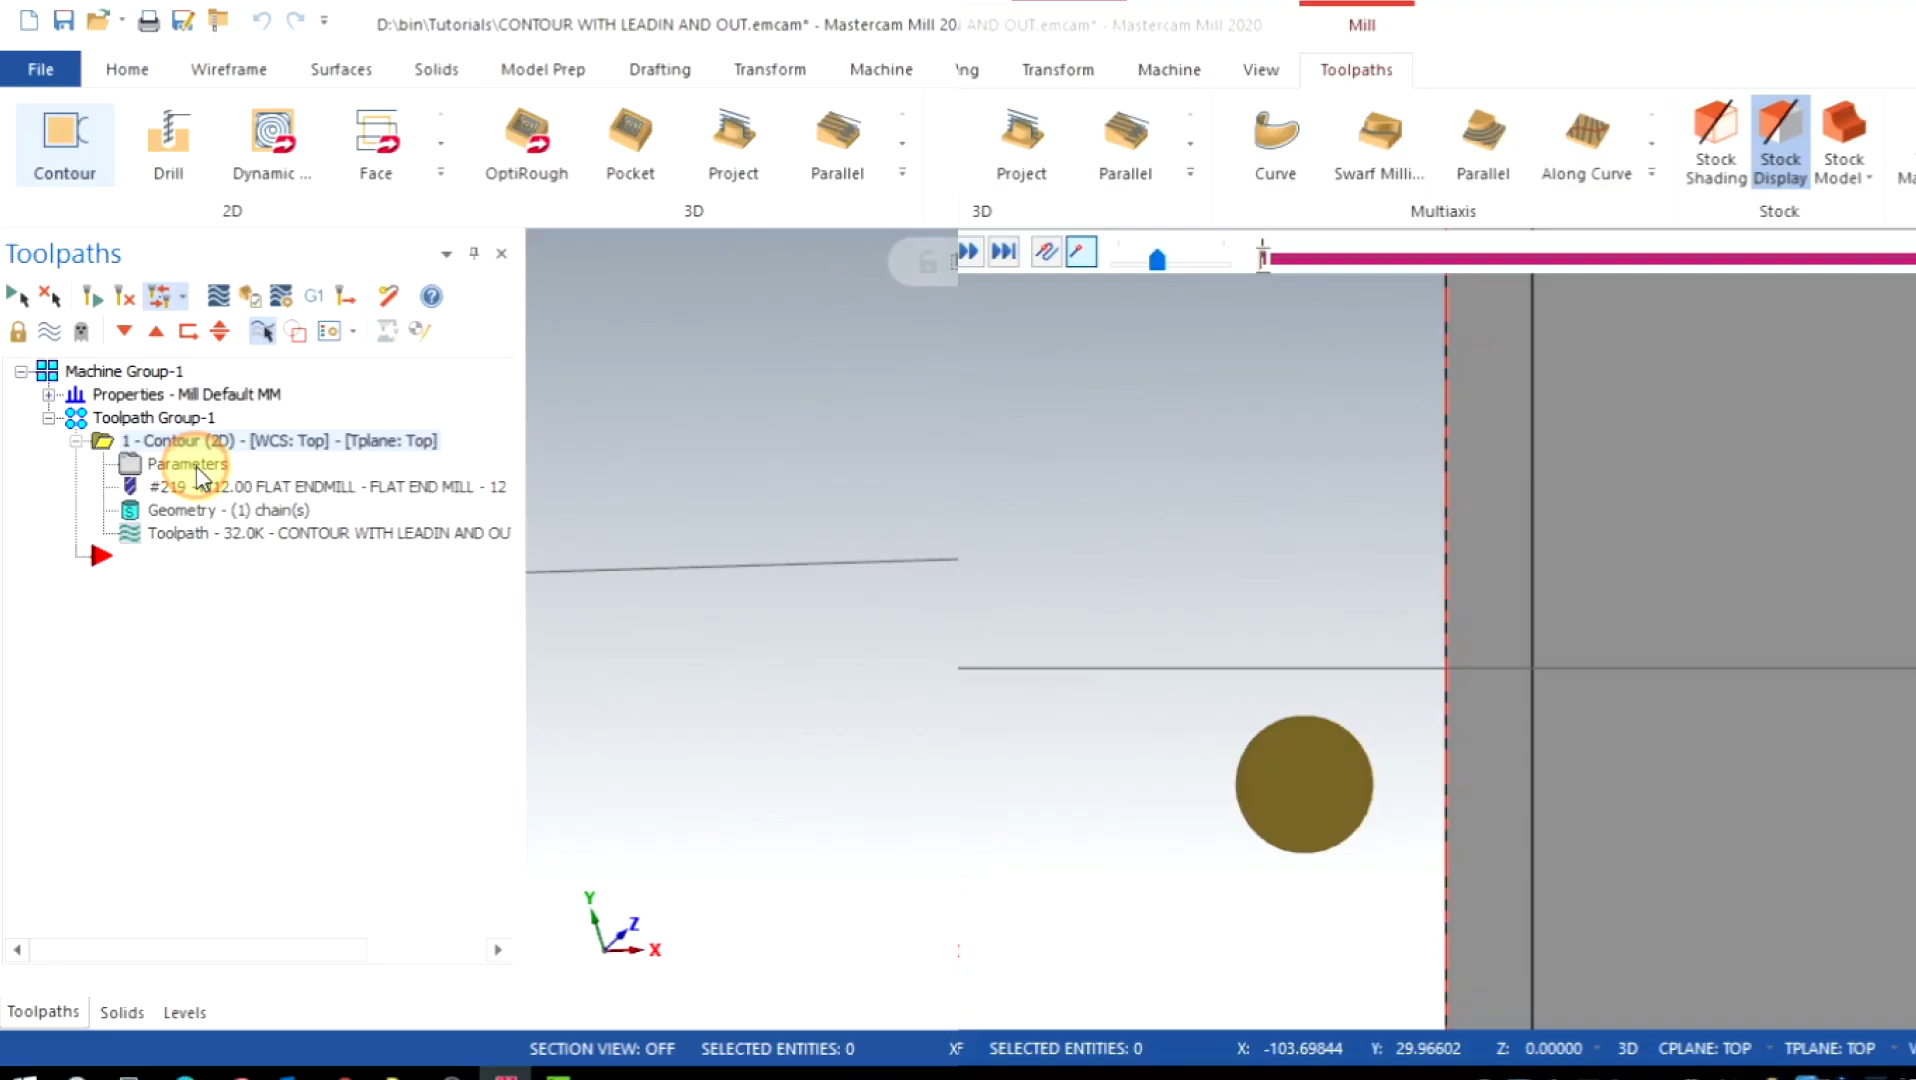 D:\bin\Tutorials\CONTOUR WITH LEADIN AND OUT.emcam* - Mastercam Mill 20
AND OUT.emcam* - Mastercam Mill 2020
Mill
File
Home
Wireframe
Surfaces
Solids
Model Prep
Drafting
Transform
Machine
Transform
Machine
View
Toolpaths
Contour
Drill
Dynamic ...
Face
OptiRough
Pocket
Project
Parallel
Project
Parallel
Curve
Swarf Milli...
Parallel
Along Curve
Stock
Shading
Stock
Display
Stock
Model
2D
3D
3D
Multiaxis
Stock
Toolpaths
G1
Machine Group-1
Properties - Mill Default MM
Toolpath Group-1
1 - Contour (2D) - [WCS: Top] - [Tplane: Top]
Parameters
#219 - 12.00 FLAT ENDMILL - FLAT END MILL - 12
Geometry - (1) chain(s)
Toolpath - 32.0K - CONTOUR WITH LEADIN AND OU
Y
Z
X
Toolpaths
Solids
Levels
SECTION VIEW: OFF
SELECTED ENTITIES: 0
SELECTED ENTITIES: 0
X: -103.69844
Y: 29.96602
Z: 0.00000
3D
CPLANE: TOP
TPLANE: TOP